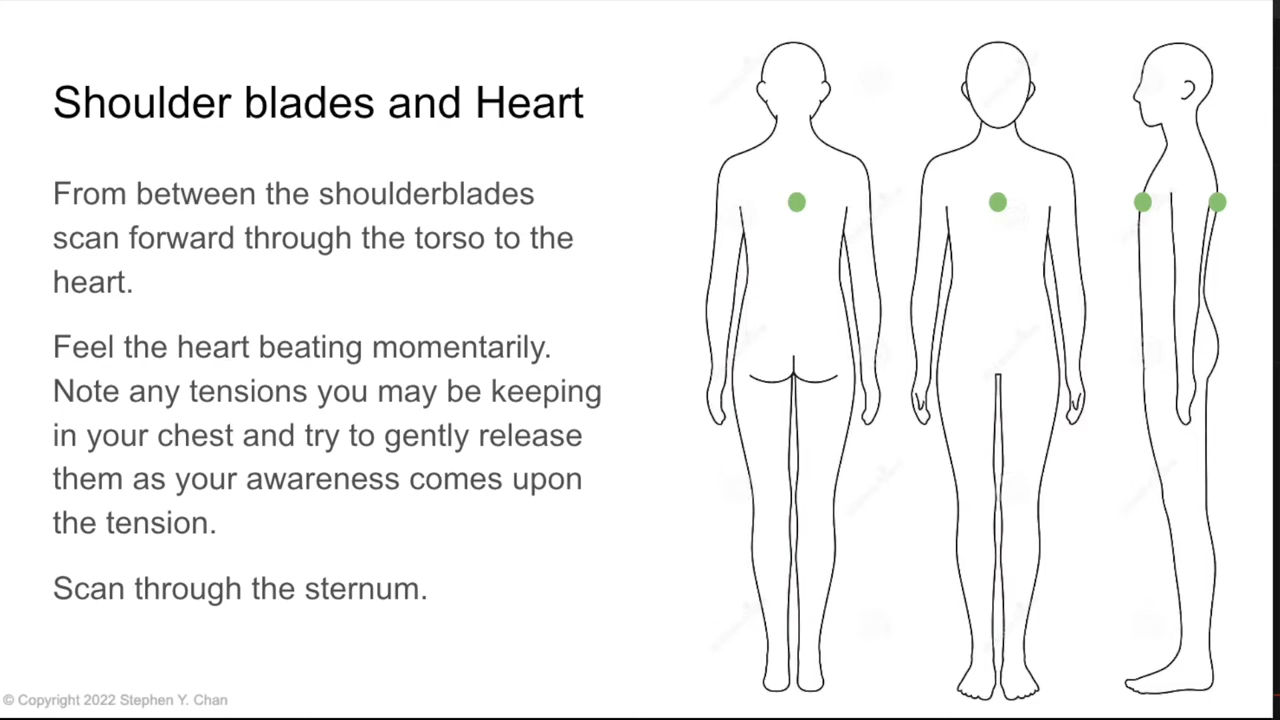 Shoulder blades and Heart
From between the shoulderblades
scan forward through the torso to the
heart.
Feel the heart beating momentarily.
Note any tensions you may be keeping
in your chest and try to gently release
them as your awareness comes upon
the tension.
Scan through the sternum.
© Copyright 2022 Stephen Y. Chan